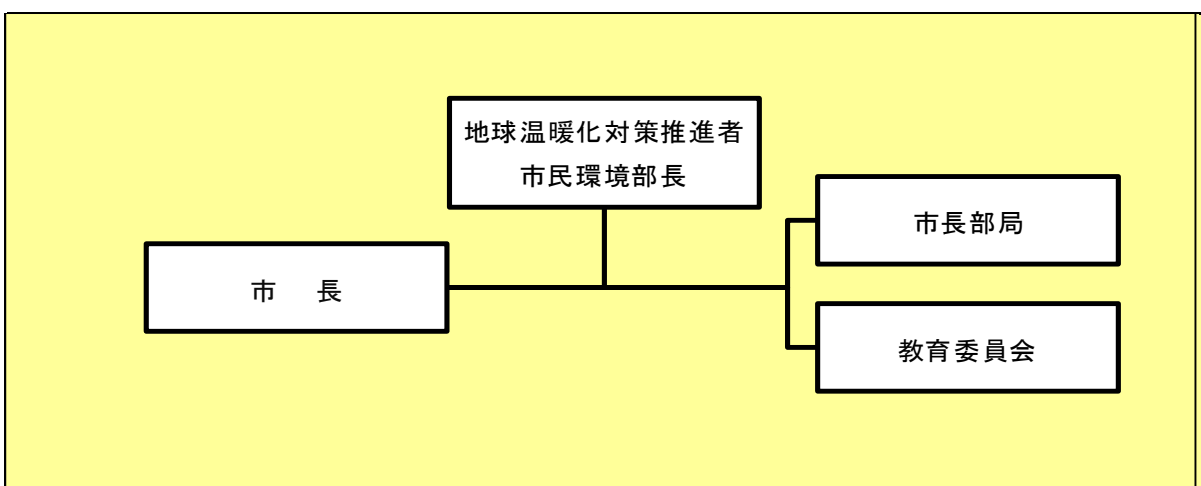 地球温暖化対策推進者
市民環境部長
市長部局
市　長
教育委員会